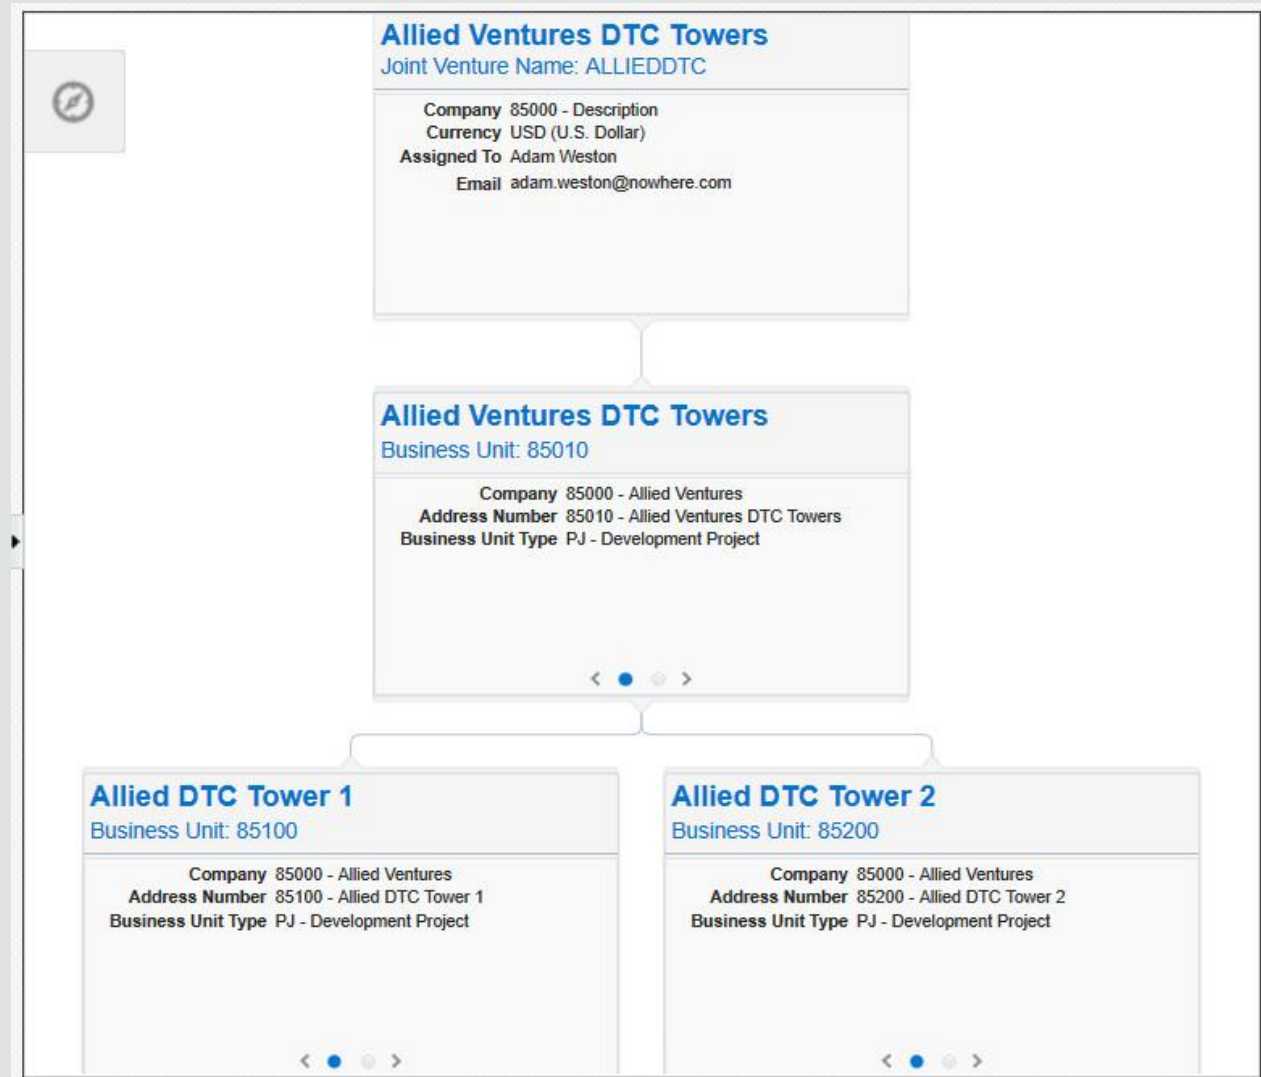 Allied Ventures DTC Towers
Joint Venture Name: ALLIEDDTC
Company 85000 - Description
Currency USD (U.S. Dollar)
Assigned To Adam Weston
Email adam.weston@nowhere.com
Allied Ventures DTC Towers
Business Unit: 85010
Company 85000 - Allied Ventures
Address Number 85010 - Allied Ventures DTC Towers
Business Unit Type PJ - Development Project
Allied DTC Tower 1
Business Unit: 85100
Company 85000 - Allied Ventures
Address Number 85100 - Allied DTC Tower 1
Business Unit Type PJ - Development Project
Allied DTC Tower 2
Business Unit: 85200
Company 85000 - Allied Ventures
Address Number 85200 - Allied DTC Tower 2
Business Unit Type PJ - Development Project